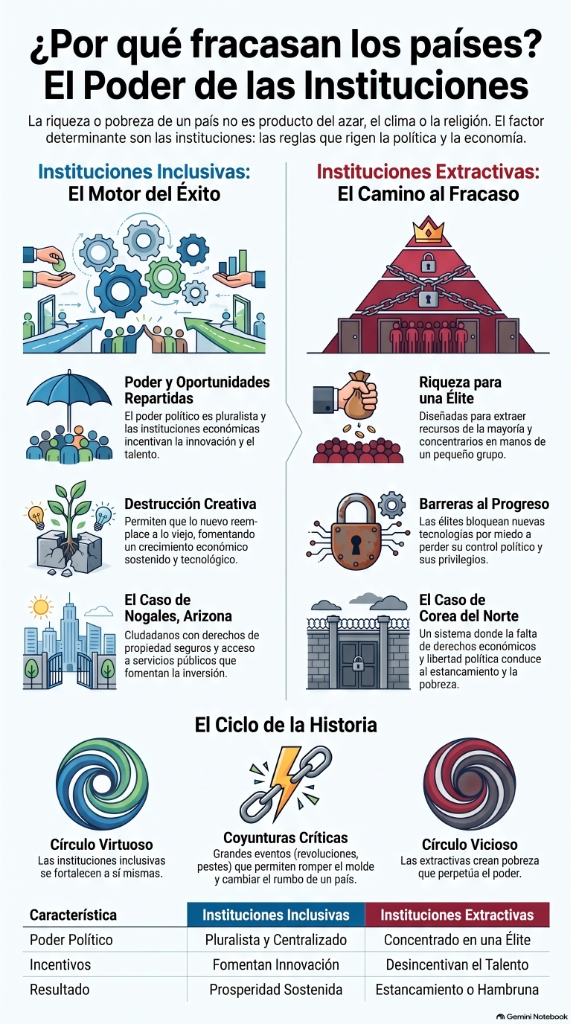 ¿Por qué fracasan los países?
El Poder de las Instituciones
La riqueza o pobreza de un país no es producto del azar, el clima o la religión. El factor
determinante son las instituciones: las reglas que rigen la política y la economía.
Instituciones Inclusivas:
El Motor del Éxito
Poder y Oportunidades
Repartidas
El poder político es pluralista y
las instituciones económicas
incentivan la innovación y el
talento.
Destrucción Creativa
Permiten que lo nuevo reem-
place a lo viejo, fomentando
un crecimiento económico
sostenido y tecnológico.
El Caso de
Nogales, Arizona
Ciudadanos con derechos de
propiedad seguros y acceso
a servicios públicos que
fomentan la inversión.
Instituciones Extractivas:
El Camino al Fracaso
Riqueza para
una Élite
Diseñadas para extraer
recursos de la mayoría y
concentrarios en manos de
un pequeño grupo.
Barreras al Progreso
Las élites bloquean nuevas
tecnologías por miedo a
perder su control político y
sus privilegios.
El Caso de
Corea del Norte
Un sistema donde la falta
de derechos económicos
y libertad política conduce
al estancamiento y la
pobreza.
El Ciclo de la Historia
Círculo Virtuoso
Las instituciones inclusivas
se fortalecen a sí mismas.
Coyunturas Críticas
Grandes eventos (revoluciones,
pestes) que permiten romper el molde
y cambiar el rumbo de un país.
Círculo Vicioso
Las extractivas crean pobreza
que perpetúa el poder.
Característica Instituciones Inclusivas Instituciones Extractivas
Poder Político Pluralista y Centralizado Concentrado en una Élite
Incentivos Fomentan Innovación Desincentivan el Talento
Resultado Prosperidad Sostenida Estancamiento o Hambruna
Gemini Notebook